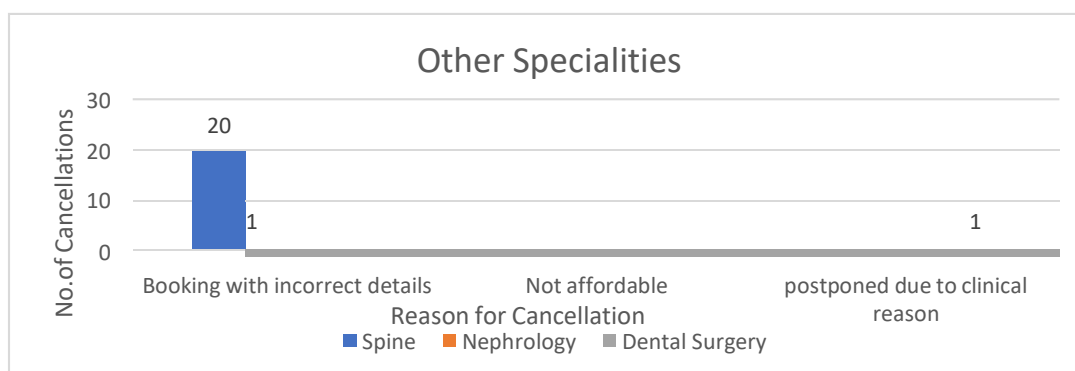 Other Specialities
No.of Cancellations
30
20
10
0
20
1
1
Booking with incorrect details
Not affordable
postponed due to clinical
reason
Reason for Cancellation
Spine
Nephrology
Dental Surgery